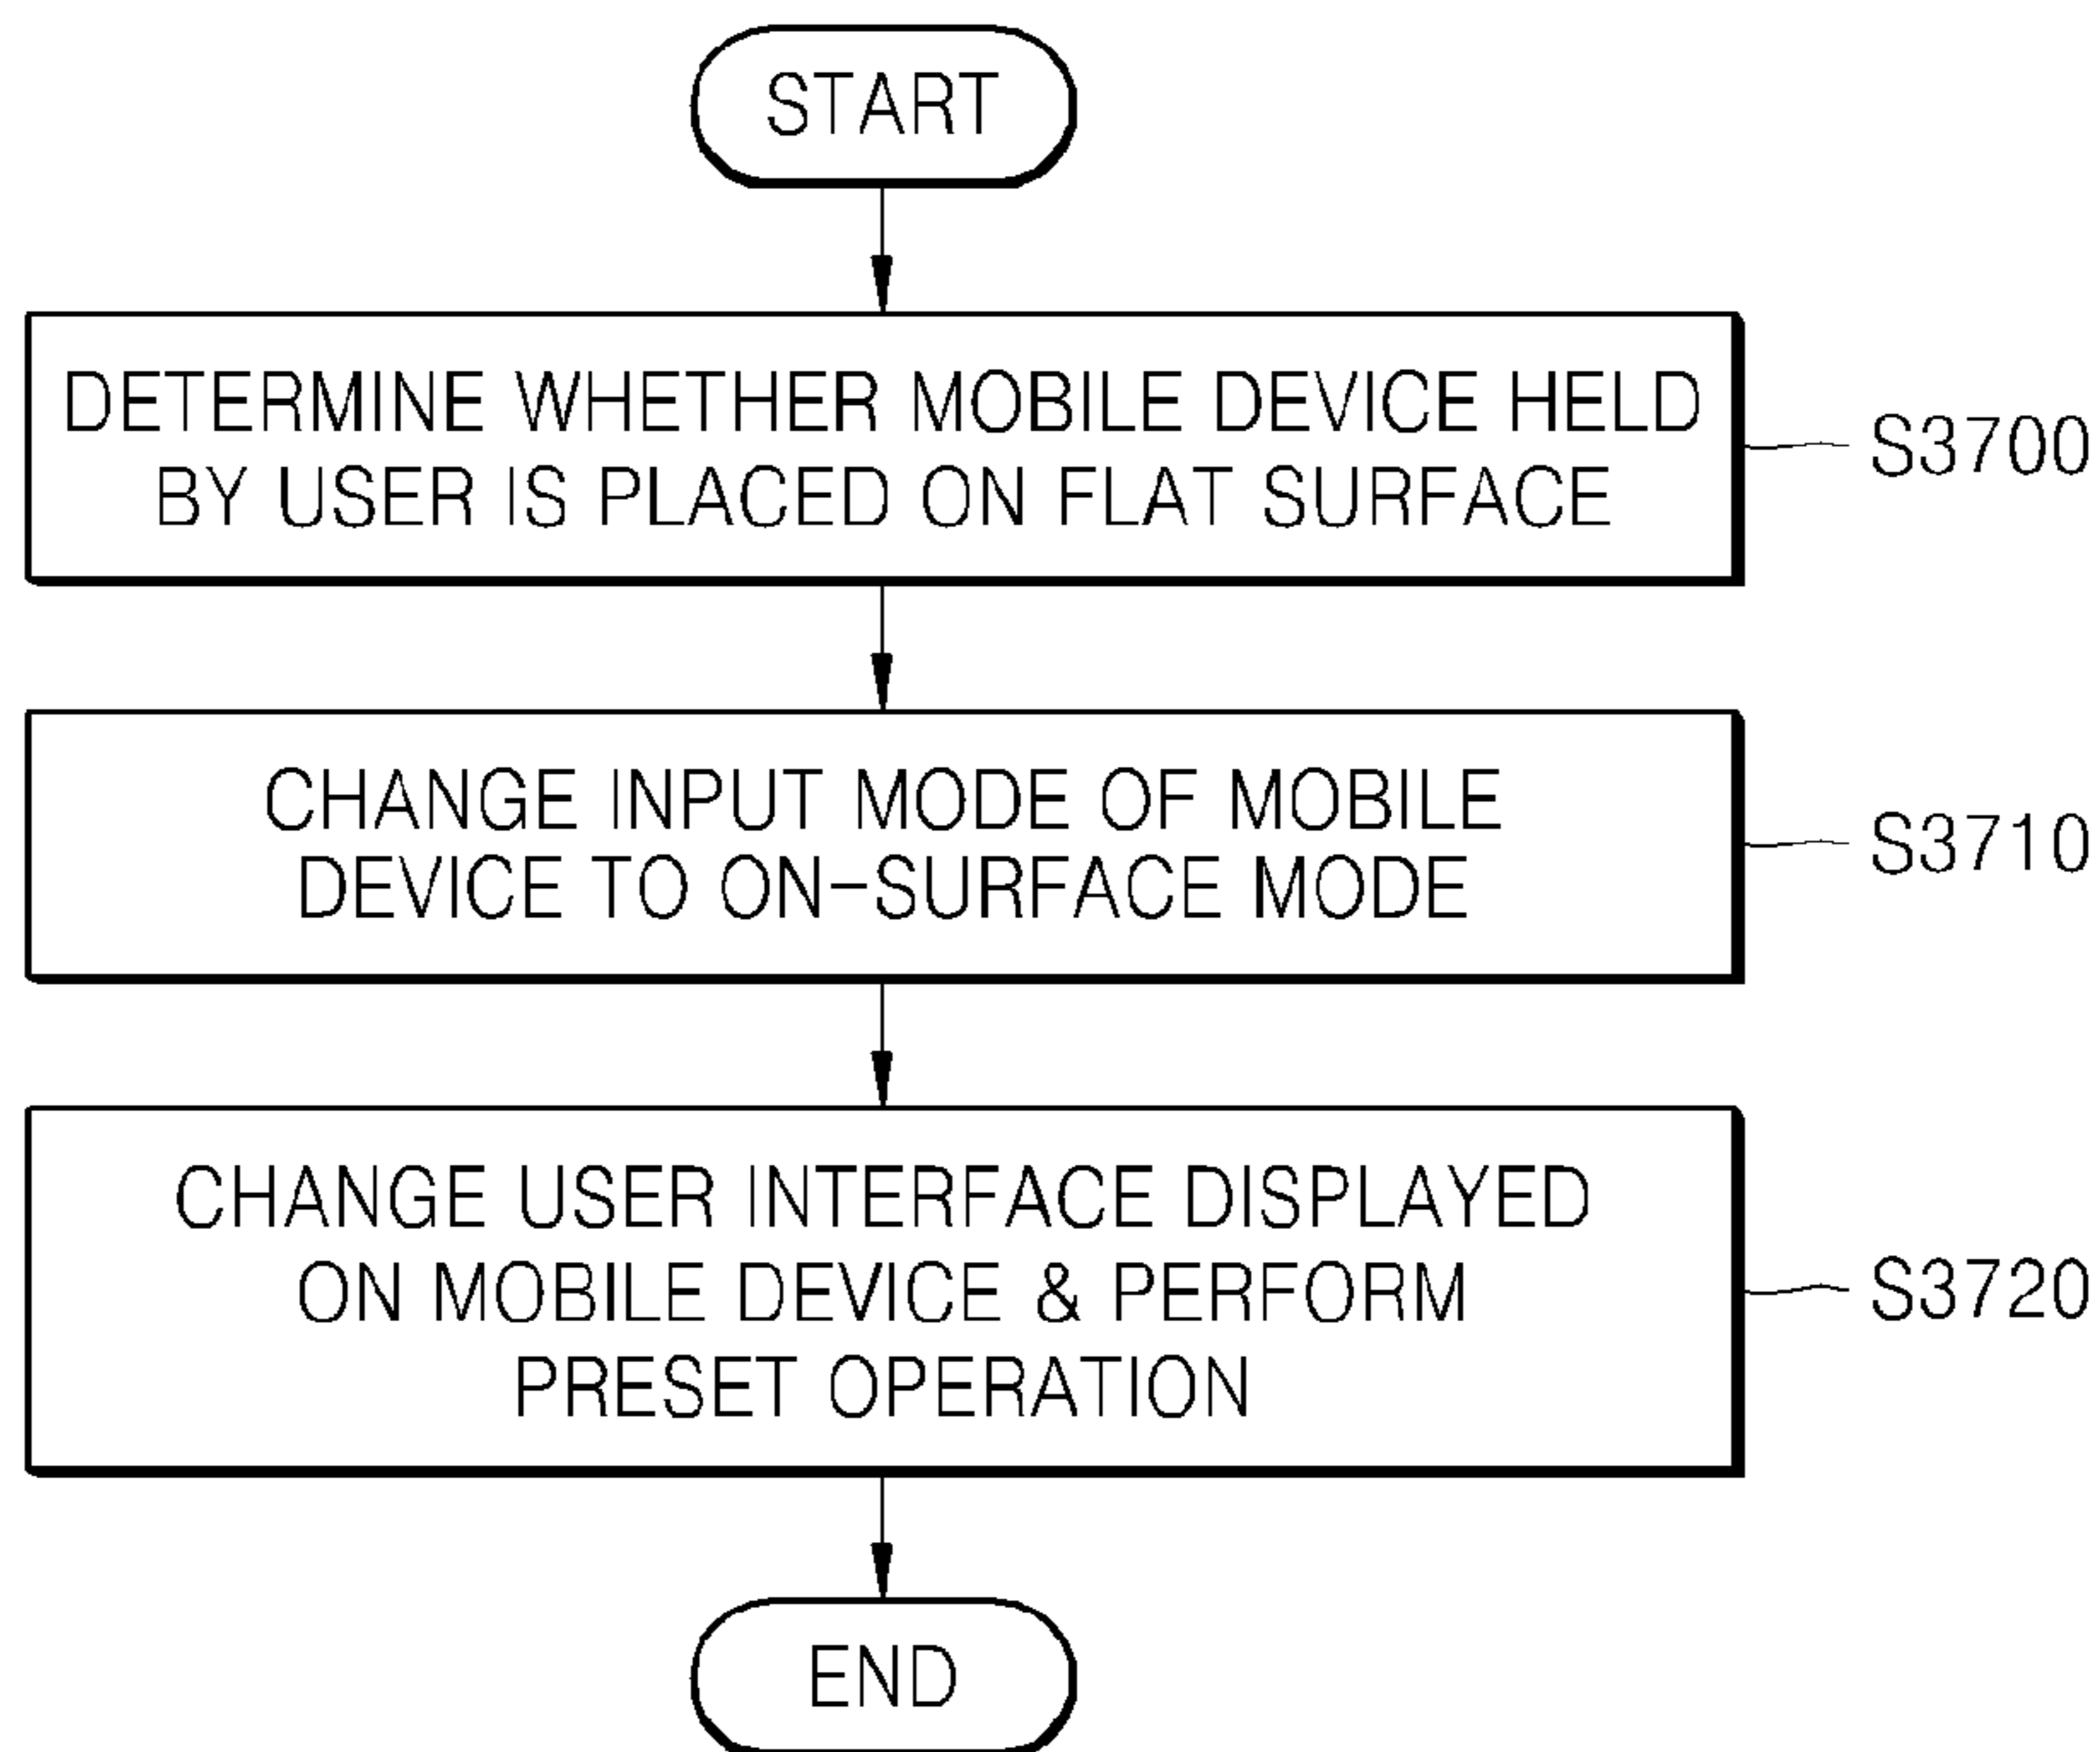 START
DETERMINE WHETHER MOBILE DEVICE HELD
BY USER IS PLACED ON FLAT SURFACE
S3700
CHANGE INPUT MODE OF MOBILE
DEVICE TO ON-SURFACE MODE
S3710
CHANGE USER INTERFACE DISPLAYED
ON MOBILE DEVICE & PERFORM
PRESET OPERATION
S3720
END